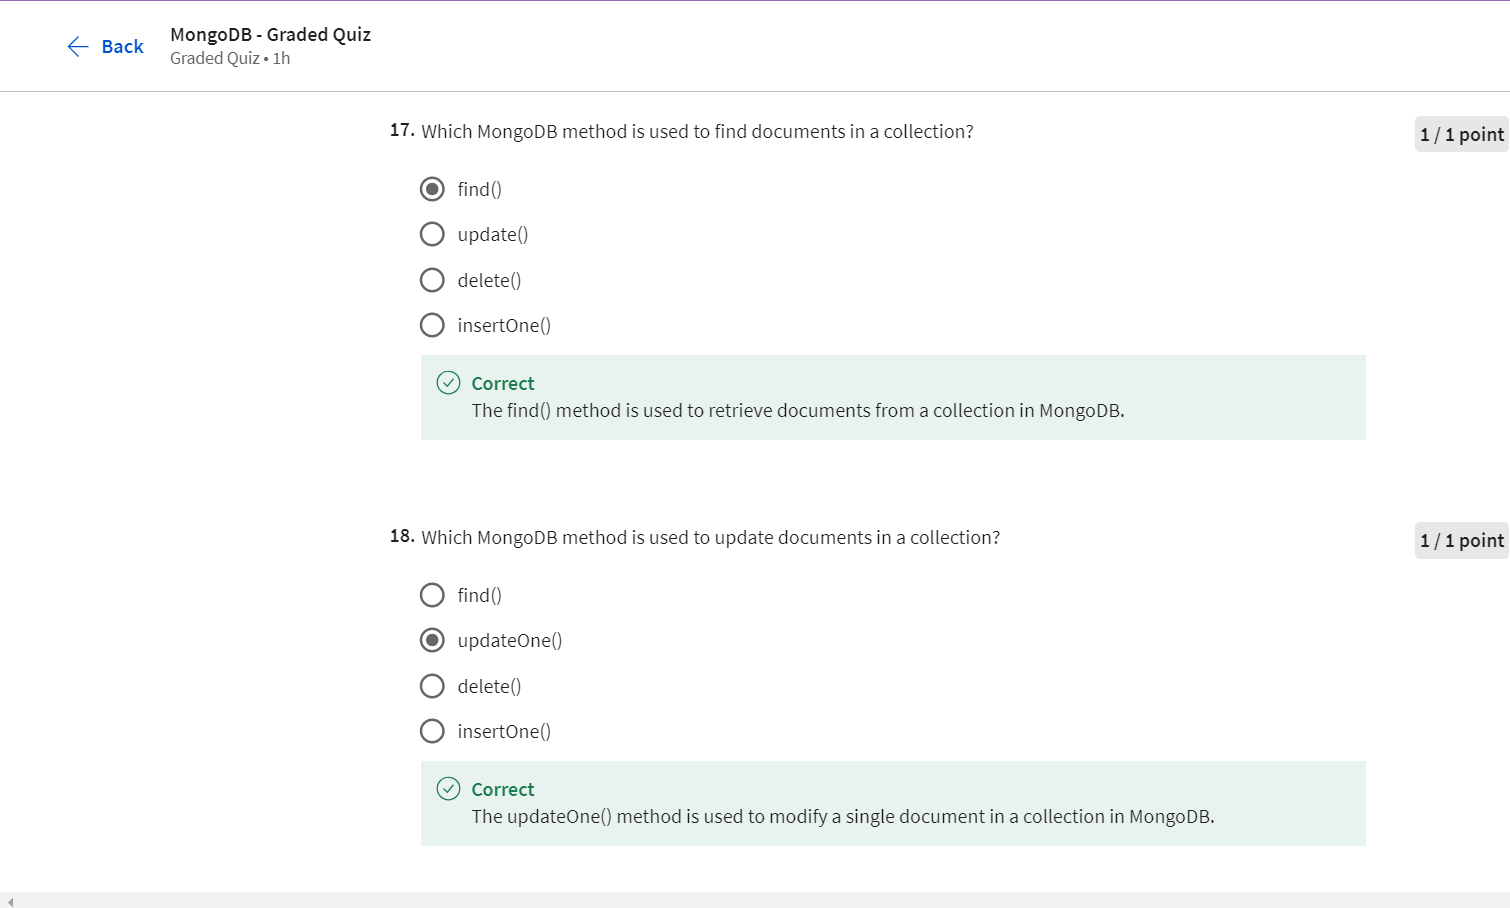 Back
MongoDB - Graded Quiz
Graded Quiz • 1h
17. Which MongoDB method is used to find documents in a collection?
1 / 1 point
find()
update()
delete()
insertOne()
Correct
The find() method is used to retrieve documents from a collection in MongoDB.
18. Which MongoDB method is used to update documents in a collection?
1 / 1 point
find()
updateOne()
delete()
insertOne()
Correct
The updateOne() method is used to modify a single document in a collection in MongoDB.